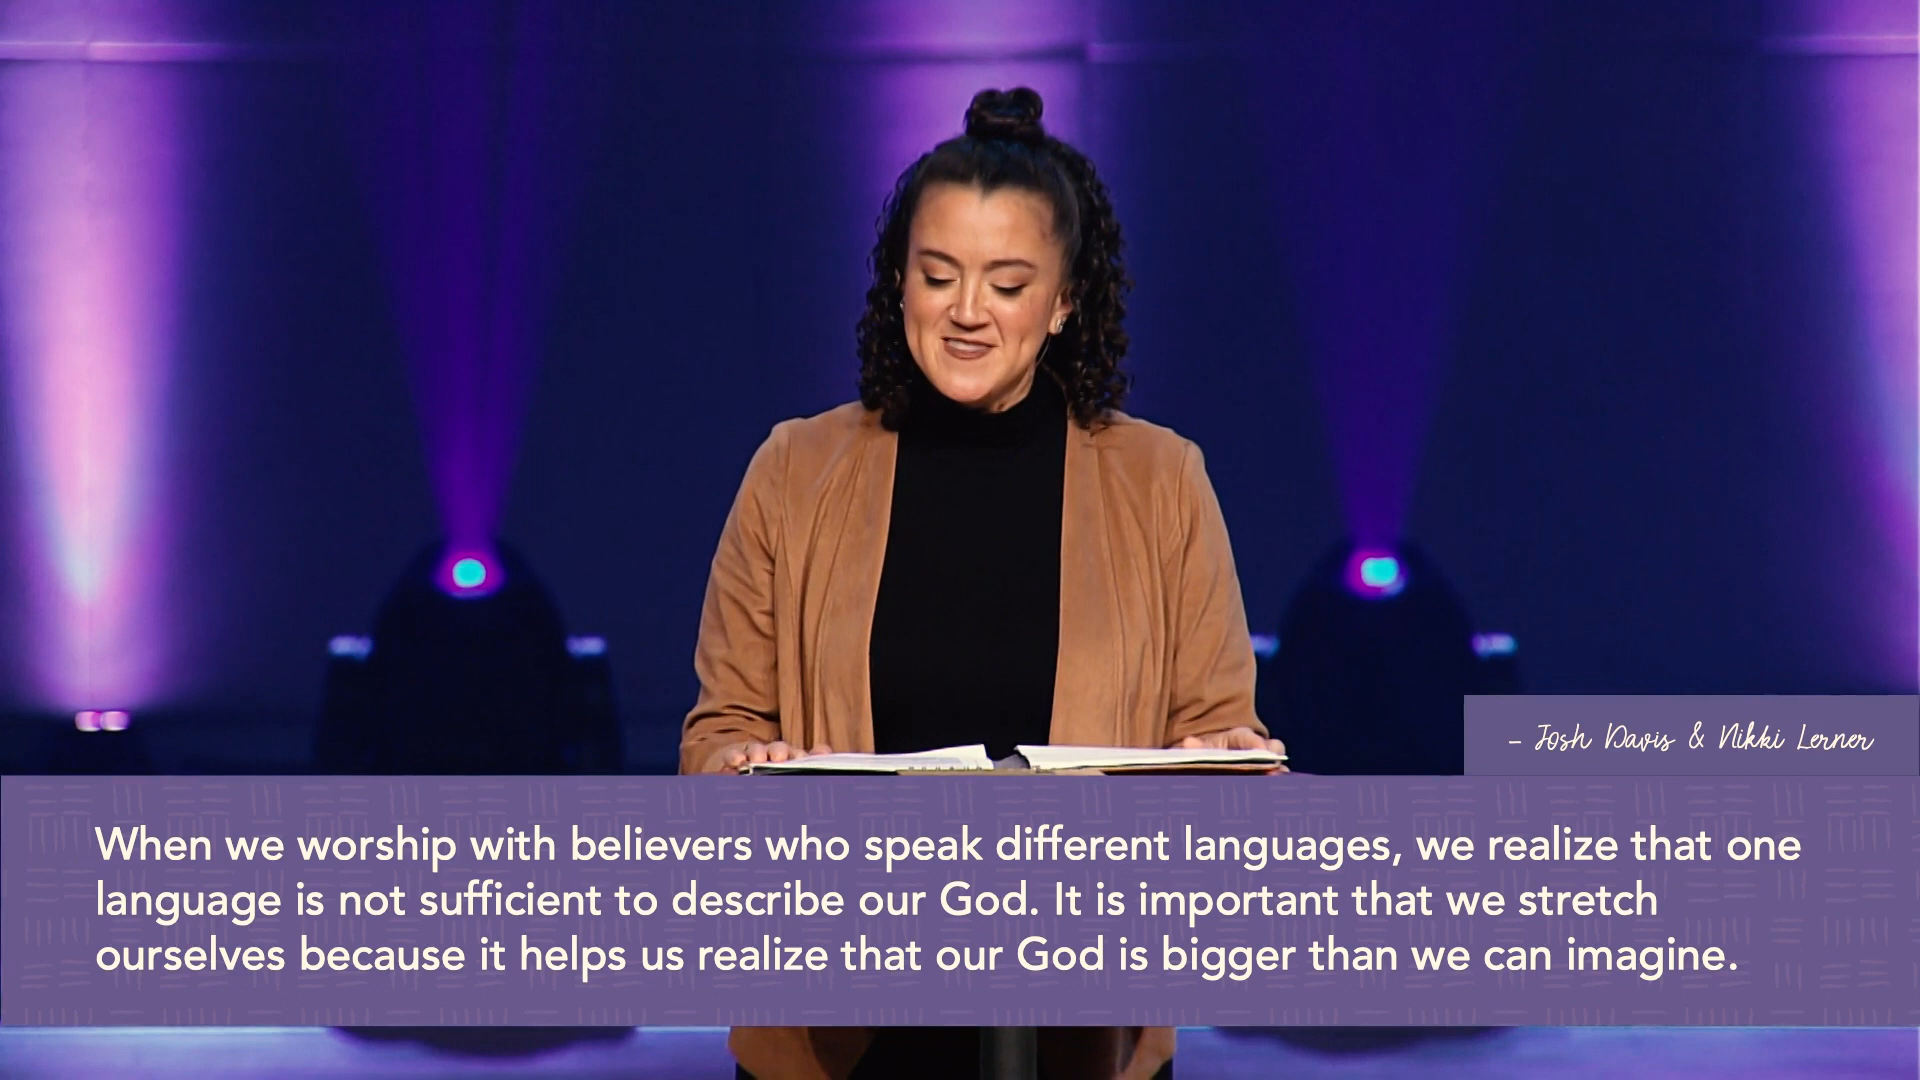 – Josh Davis & Nikki Lerner
When we worship with believers who speak different languages, we realize that one
language is not sufficient to describe our God. It is important that we stretch
ourselves because it helps us realize that our God is bigger than we can imagine.